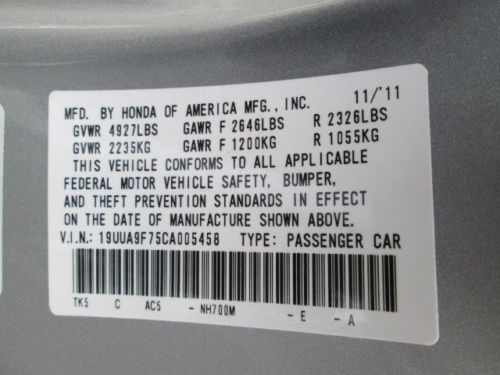 MFD. BY HONDA OF AMERICA MFG., INC. 11/'11
GVWR 4927LBS GAWR F 2646LBS R 2326LBS
GVWR 2235KG GAWR F 1200KG R 1055KG
THIS VEHICLE CONFORMS TO ALL APPLICABLE
FEDERAL MOTOR VEHICLE SAFETY, BUMPER,
AND THEFT PREVENTION STANDARDS IN EFFECT
ON THE DATE OF MANUFACTURE SHOWN ABOVE.
V.I.N.: 19UUA9F75CA005458 TYPE: PASSENGER CAR
TK5 C AC5 - NH700M - E - A